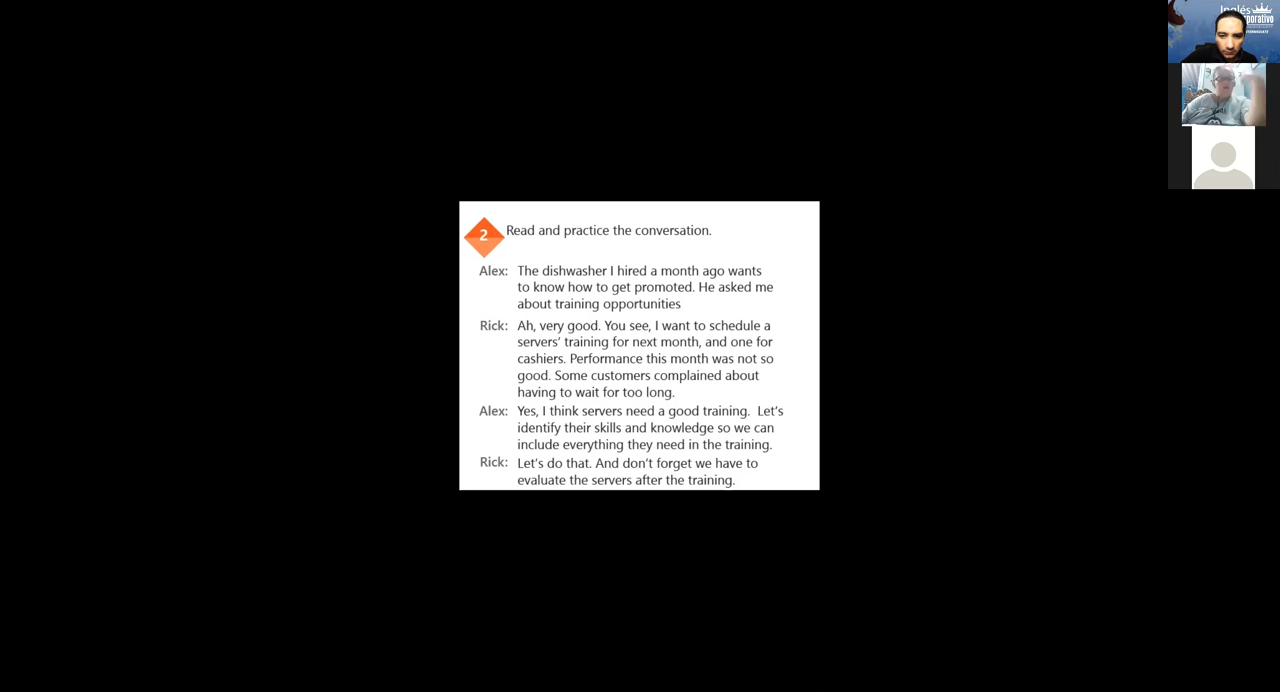 Inglés
2 Read and practice the conversation.
Alex: The dishwasher I hired a month ago wants
to know how to get promoted. He asked me
about training opportunities
Rick: Ah, very good. You see, I want to schedule a
servers' training for next month, and one for
cashiers. Performance this month was not so
good. Some customers complained about
having to wait for too long.
Alex: Yes, I think servers need a good training. Let's
identify their skills and knowledge so we can
include everything they need in the training.
Rick: Let's do that. And don't forget we have to
evaluate the servers after the training.